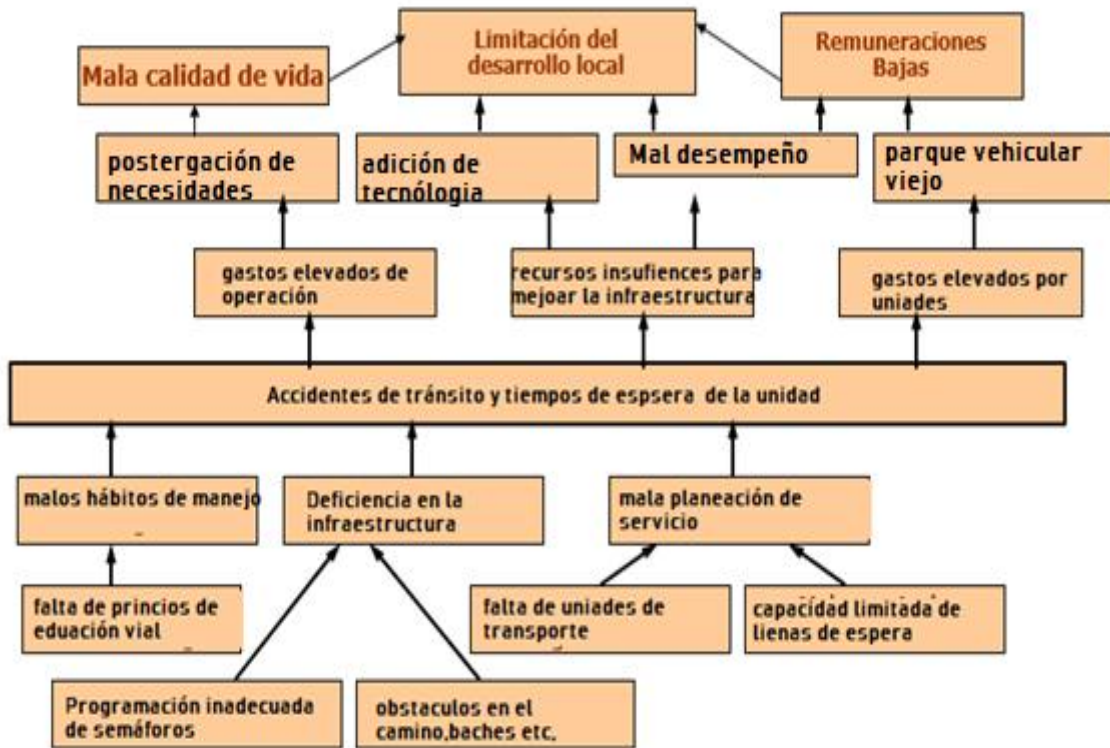 Mala calidad de vida
Limitación del
desarrollo local
Remuneraciones
Bajas
postergación de
necesidades
adición de
tecnólogia
Mal desempeño
parque vehicular
viejo
gastos elevados de
operación
recursos insufiences para
mejoar la infraestructura
gastos elevados por
uniades
Accidentes de tránsito y tiempos de espsera de la unidad
malos hábitos de manejo
Deficiencia en la
infraestructura
mala planeación de
servicio
falta de princios de
eduación vial
falta de uniades de
transporte
capacídad limitada de
lienas de espera
Programación inadecuada
de semáforos
obstaculos en el
camino,baches etc.